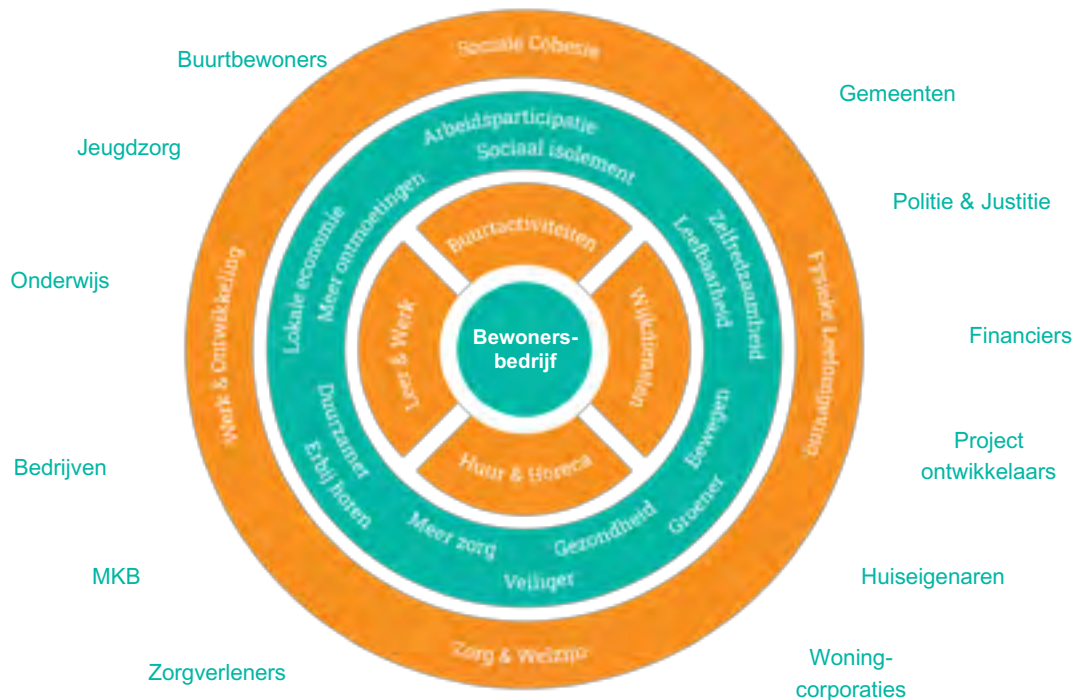 Sociale Cohesie
Buurtbewoners
Gemeenten
Arbeidsparticipatie
Jeugdzorg
Sociaal isolement
Politie & Justitie
Lokale economie
Meer ontmoetingen
Buurtactiviteiten
Zelfredzaamheid
Leefbaarheid
Onderwijs
Werk & Ontwikkeling
Leer & Werk
Bewoners-
bedrijf
Wijkdiensten
Fysieke Leefomgeving
Financiers
Duurzamer
Erbij horen
Huur & Horeca
Bewegen
Groener
Bedrijven
Project
ontwikkelaars
Meer zorg
Gezondheid
Veiliger
MKB
Huiseigenaren
Zorg & Welzijn
Zorgverleners
Woning-
corporaties